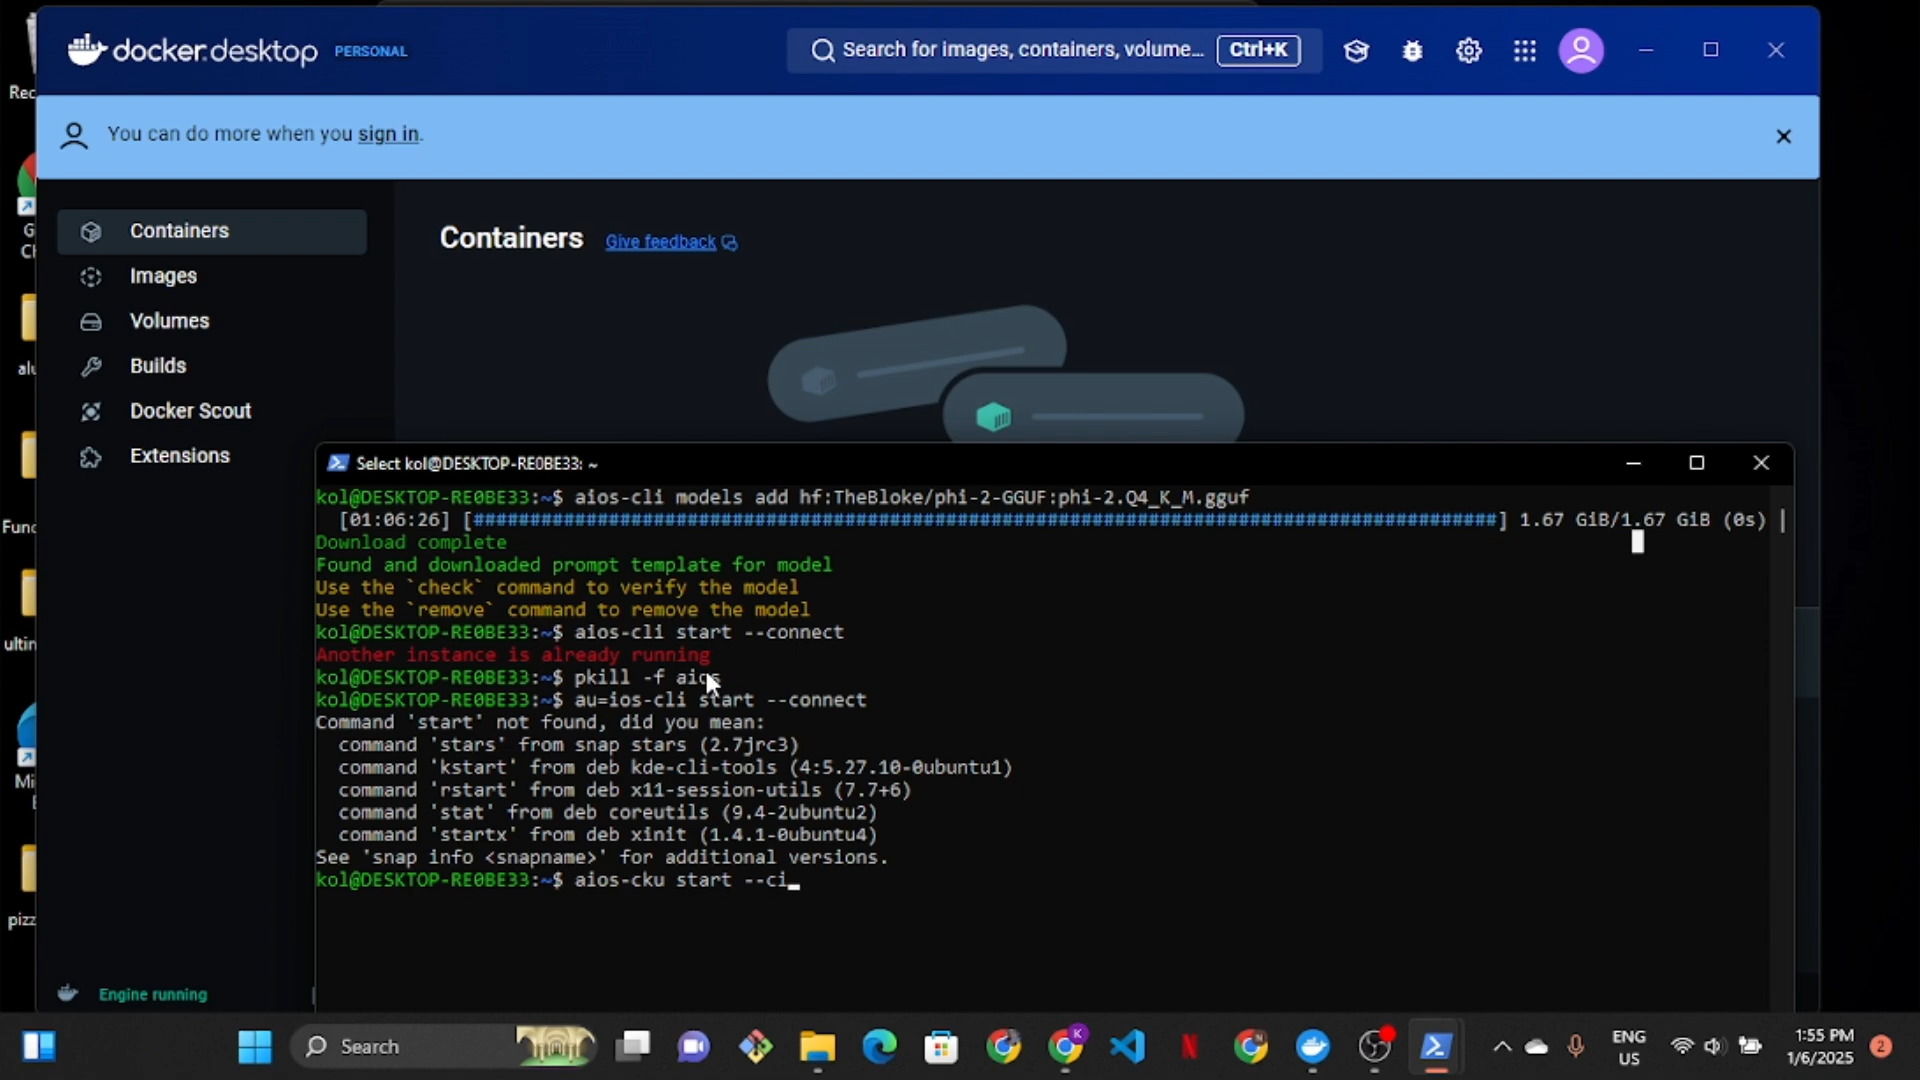 docker.desktop PERSONAL
Search for images, containers, volume... Ctrl+K
You can do more when you sign in.
Containers
Images
Volumes
Builds
Docker Scout
Extensions
Containers Give feedback
Select kol@DESKTOP-RE0BE33: ~
kol@DESKTOP-RE0BE33:~$ aios-cli models add hf:TheBloke/phi-2-GGUF:phi-2.Q4_K_M.gguf
[01:06:26] [###########################################################################################] 1.67 GiB/1.67 GiB (0s)
Download complete
Found and downloaded prompt template for model
Use the `check` command to verify the model
Use the `remove` command to remove the model
kol@DESKTOP-RE0BE33:~$ aios-cli start --connect
Another instance is already running
kol@DESKTOP-RE0BE33:~$ pkill -f aios
kol@DESKTOP-RE0BE33:~$ au=ios-cli start --connect
Command 'start' not found, did you mean:
command 'stars' from snap stars (2.7jrc3)
command 'kstart' from deb kde-cli-tools (4:5.27.10-0ubuntu1)
command 'rstart' from deb x11-session-utils (7.7+6)
command 'stat' from deb coreutils (9.4-2ubuntu2)
command 'startx' from deb xinit (1.4.1-0ubuntu4)
See 'snap info <snapname>' for additional versions.
kol@DESKTOP-RE0BE33:~$ aios-cku start --ci
Engine running
Rec
G
Ch
alu
Func
ultin
Mi
E
pizz
Search
K
N
N
ENG
US
1:55 PM
1/6/2025
2